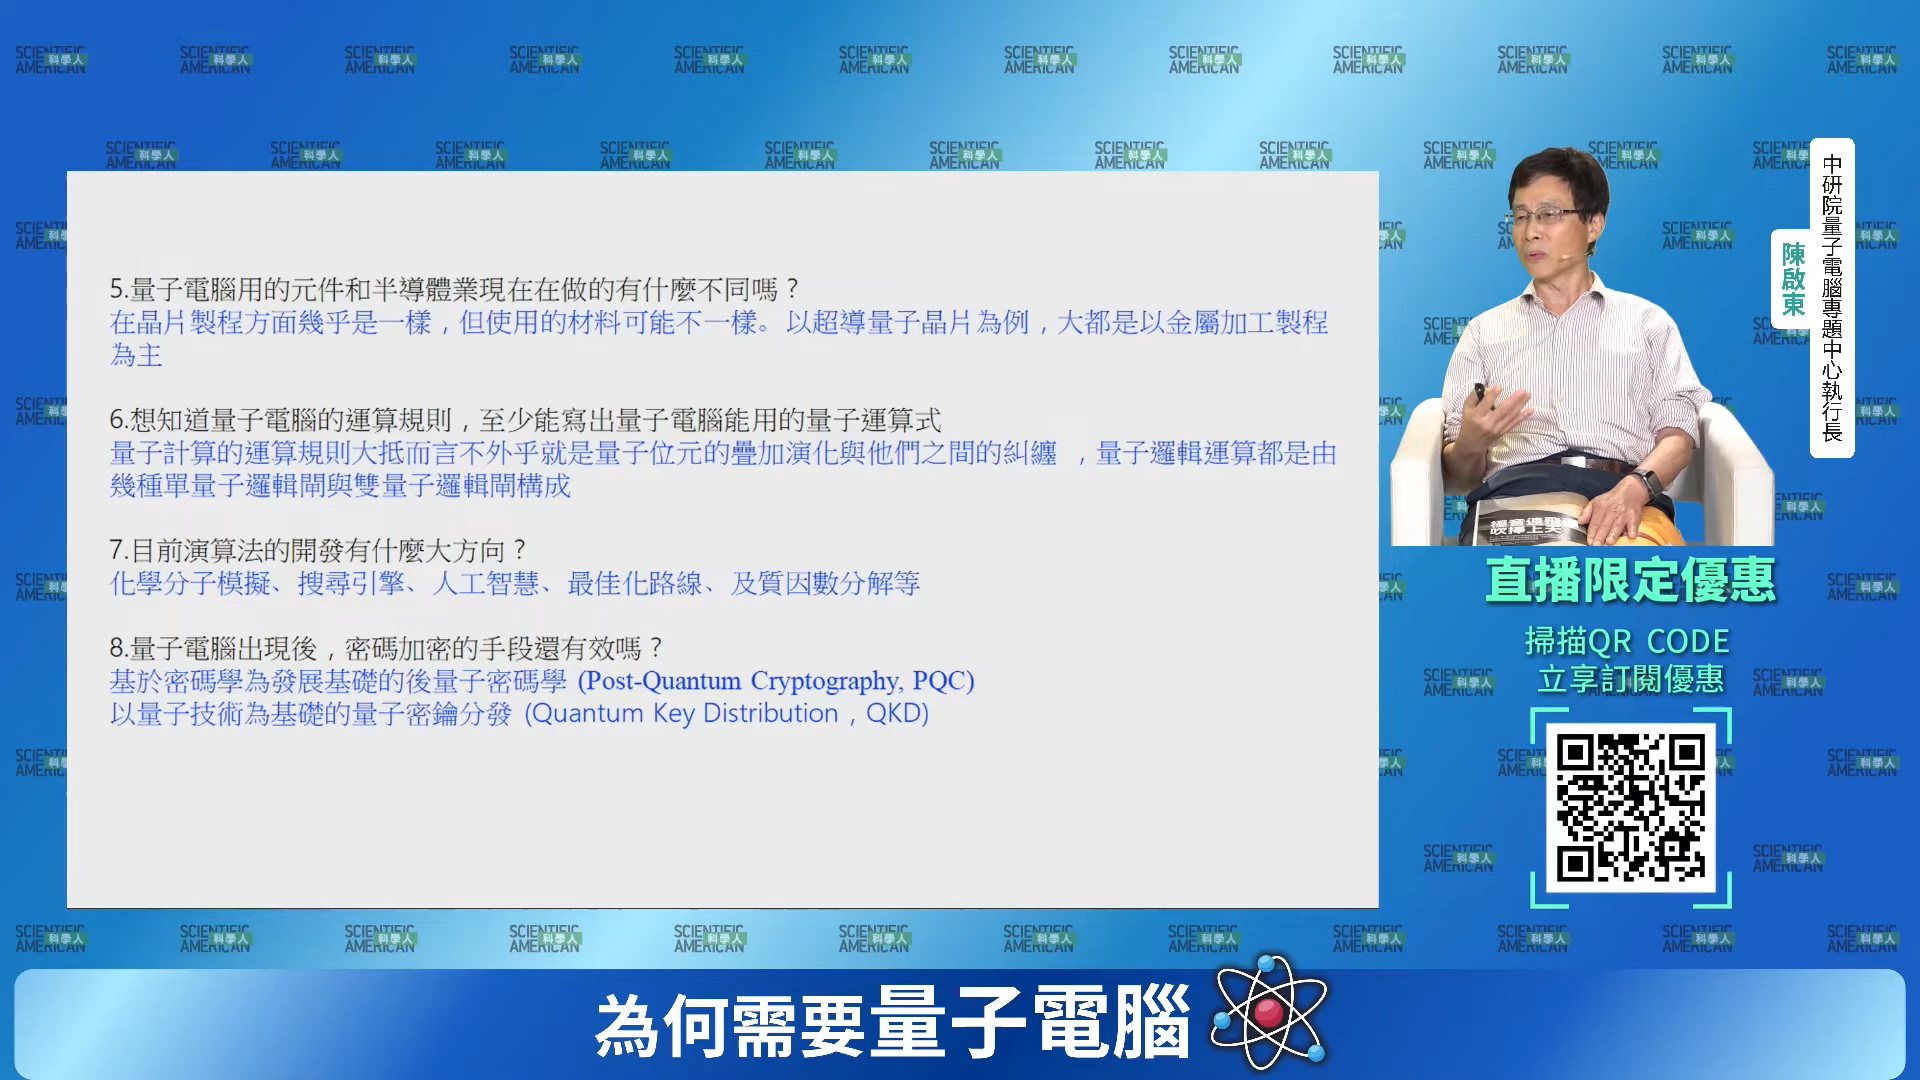 SCIENTIFIC AMERICAN 科學人
5.量子電腦用的元件和半導體業現在在做的有什麼不同嗎？
在晶片製程方面幾乎是一樣，但使用的材料可能不一樣。以超導量子晶片為例，大都是以金屬加工製程
為主
6.想知道量子電腦的運算規則，至少能寫出量子電腦能用的量子運算式
量子計算的運算規則大抵而言不外乎就是量子位元的疊加演化與他們之間的糾纏 ，量子邏輯運算都是由
幾種單量子邏輯閘與雙量子邏輯閘構成
7.目前演算法的開發有什麼大方向？
化學分子模擬、搜尋引擎、人工智慧、最佳化路線、及質因數分解等
8.量子電腦出現後，密碼加密的手段還有效嗎？
基於密碼學為發展基礎的後量子密碼學 (Post-Quantum Cryptography, PQC)
以量子技術為基礎的量子密鑰分發 (Quantum Key Distribution，QKD)
中研院量子電腦專題中心執行長
陳啟東
直播限定優惠
掃描QR CODE
立享訂閱優惠
為何需要量子電腦